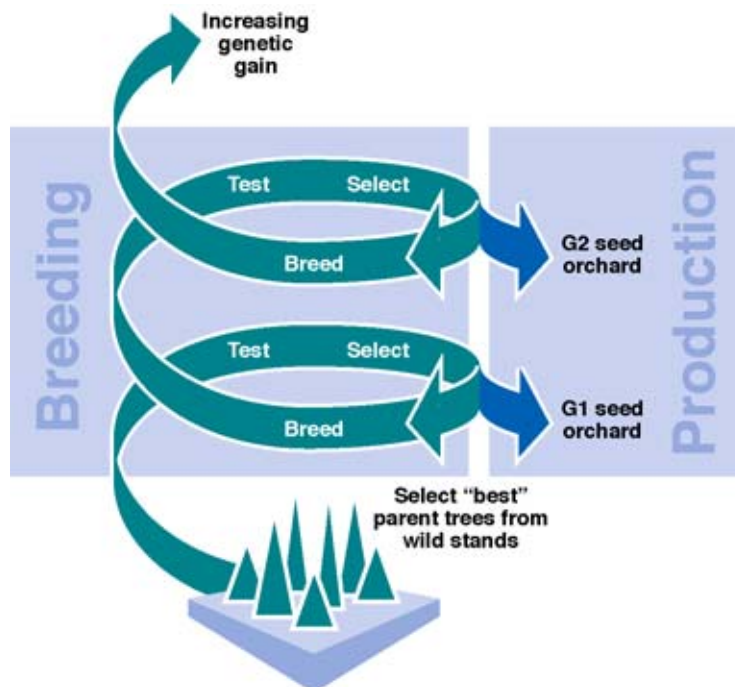 Increasing
genetic
gain
Breeding
Production
Test Select
G2 seed
orchard
Breed
Test Select
G1 seed
orchard
Breed
Select “best”
parent trees from
wild stands